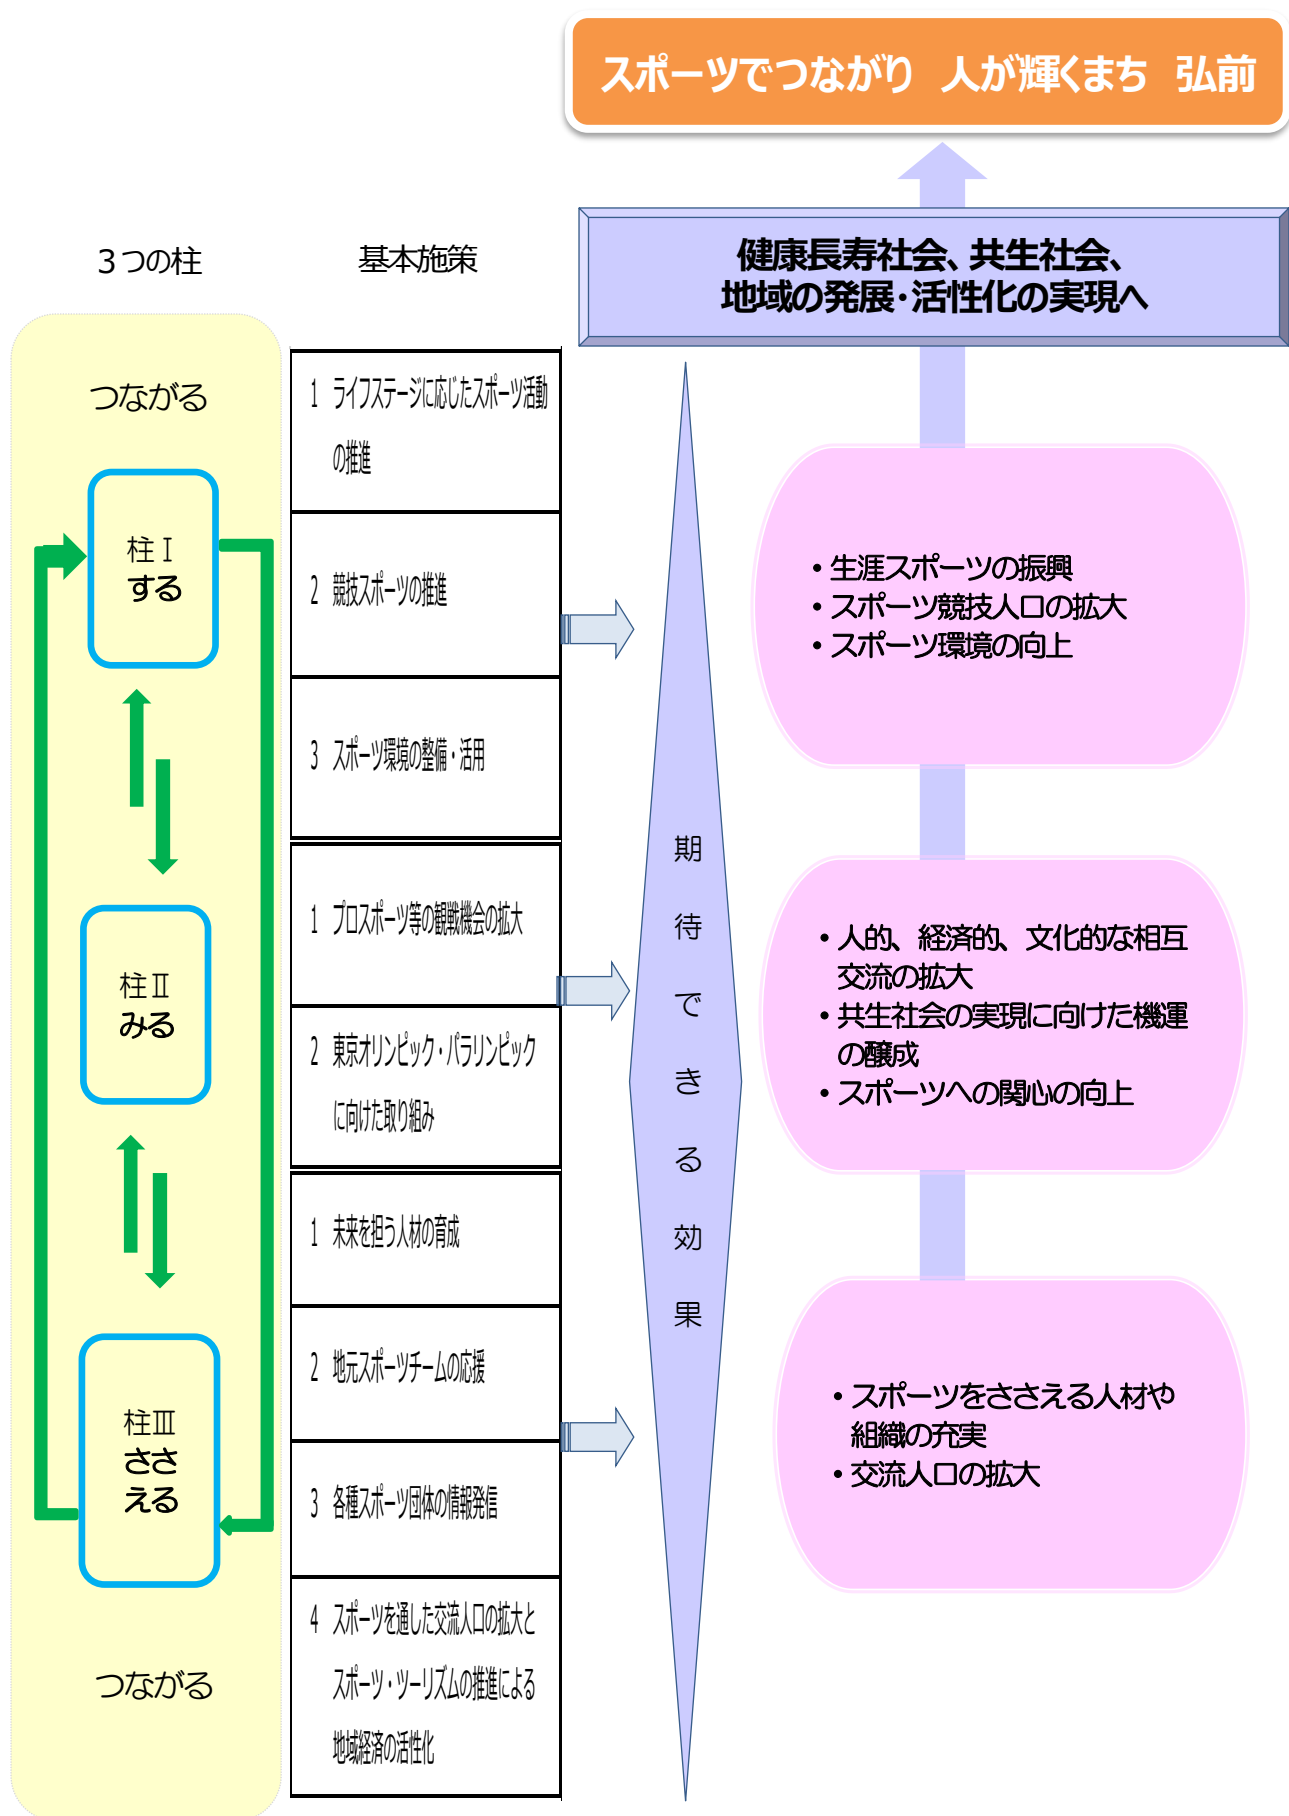 スポーツでつながり　人が輝くまち　弘前
健康長寿社会、共生社会、
地域の発展・活性化の実現へ
３つの柱
基本施策
つながる
柱Ⅰ
する
柱Ⅱ
みる
柱Ⅲ
ささ
える
つながる
1 ライフステージに応じたスポーツ活動
の推進
2 競技スポーツの推進
3 スポーツ環境の整備・活用
1 プロスポーツ等の観戦機会の拡大
2 東京オリンピック・パラリンピック
に向けた取り組み
1 未来を担う人材の育成
2 地元スポーツチームの応援
3 各種スポーツ団体の情報発信
4 スポーツを通した交流人口の拡大と
スポーツ・ツーリズムの推進による
地域経済の活性化
期待できる効果
・生涯スポーツの振興
・スポーツ競技人口の拡大
・スポーツ環境の向上
・人的、経済的、文化的な相互
交流の拡大
・共生社会の実現に向けた機運
の醸成
・スポーツへの関心の向上
・スポーツをささえる人材や
組織の充実
・交流人口の拡大